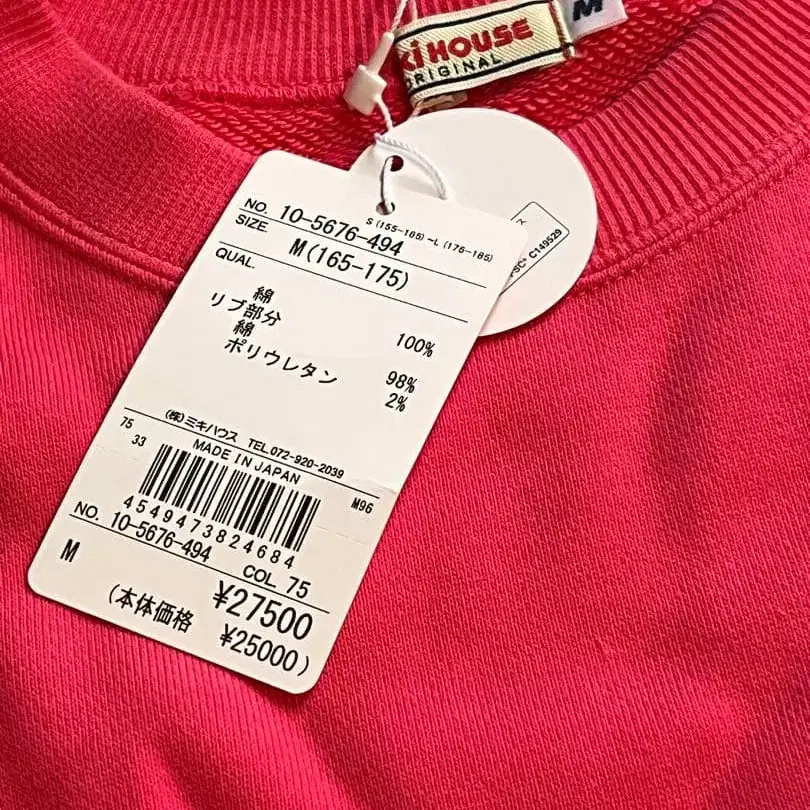 ki HOUSE
ORIGINAL
M
NO. 10-5676-494
S(155-165)-L(175-185)
SIZE. M(165-175)
QUAL.
綿 100%
リブ部分
綿 98%
ポリウレタン 2%
75
33
(株)ミキハウス TEL.072-920-2039
MADE IN JAPAN
M96
4549473824684
NO. 10-5676-494
M COL 75
¥27500
(本体価格 ¥25000)
C149529